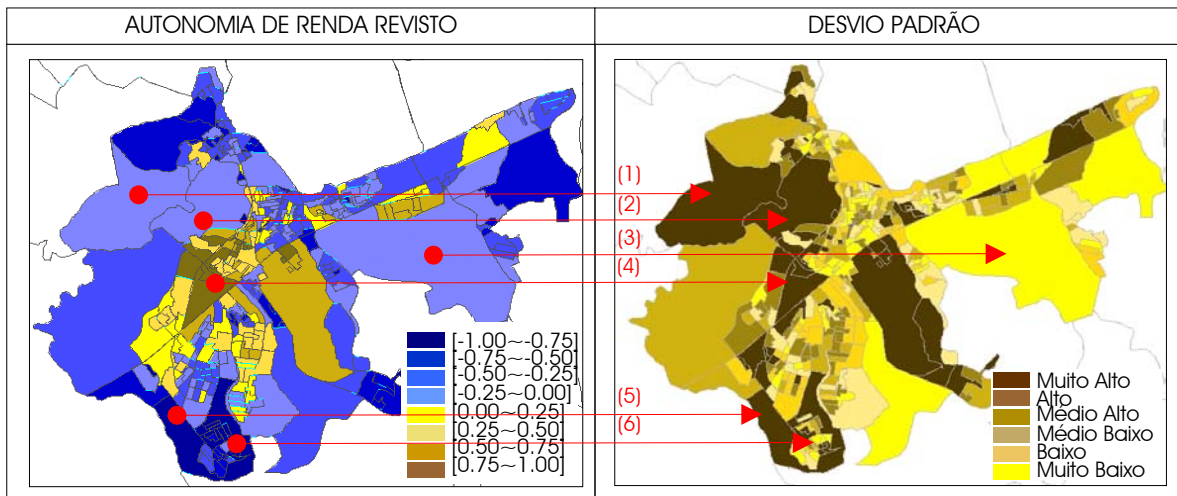 AUTONOMIA DE RENDA REVISTO
DESVIO PADRÃO
(1)
(2)
(3)
(4)
(5)
(6)
[-1.00~-0.75]
[-0.75~-0.50]
[-0.50~-0.25]
[-0.25~0.00]
[0.00~0.25]
[0.25~0.50]
[0.50~0.75]
[0.75~1.00]
Muito Alto
Alto
Médio Alto
Médio Baixo
Baixo
Muito Baixo